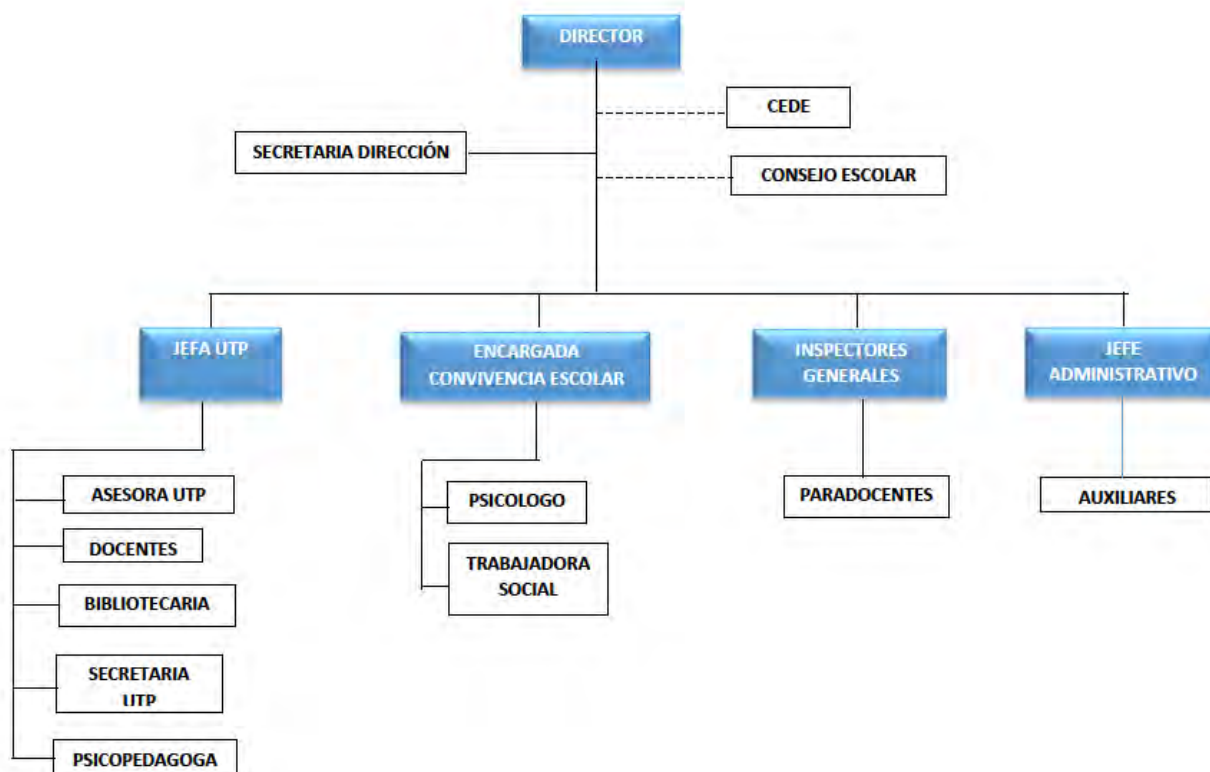 DIRECTOR
CEDE
SECRETARIA DIRECCIÓN
CONSEJO ESCOLAR
JEFA UTP
ENCARGADA
CONVIVENCIA ESCOLAR
INSPECTORES
GENERALES
JEFE
ADMINISTRATIVO
ASESORA UTP
DOCENTES
BIBLIOTECARIA
SECRETARIA
UTP
PSICOPEDAGOGA
PSICOLOGO
TRABAJADORA
SOCIAL
PARADOCENTES
AUXILIARES